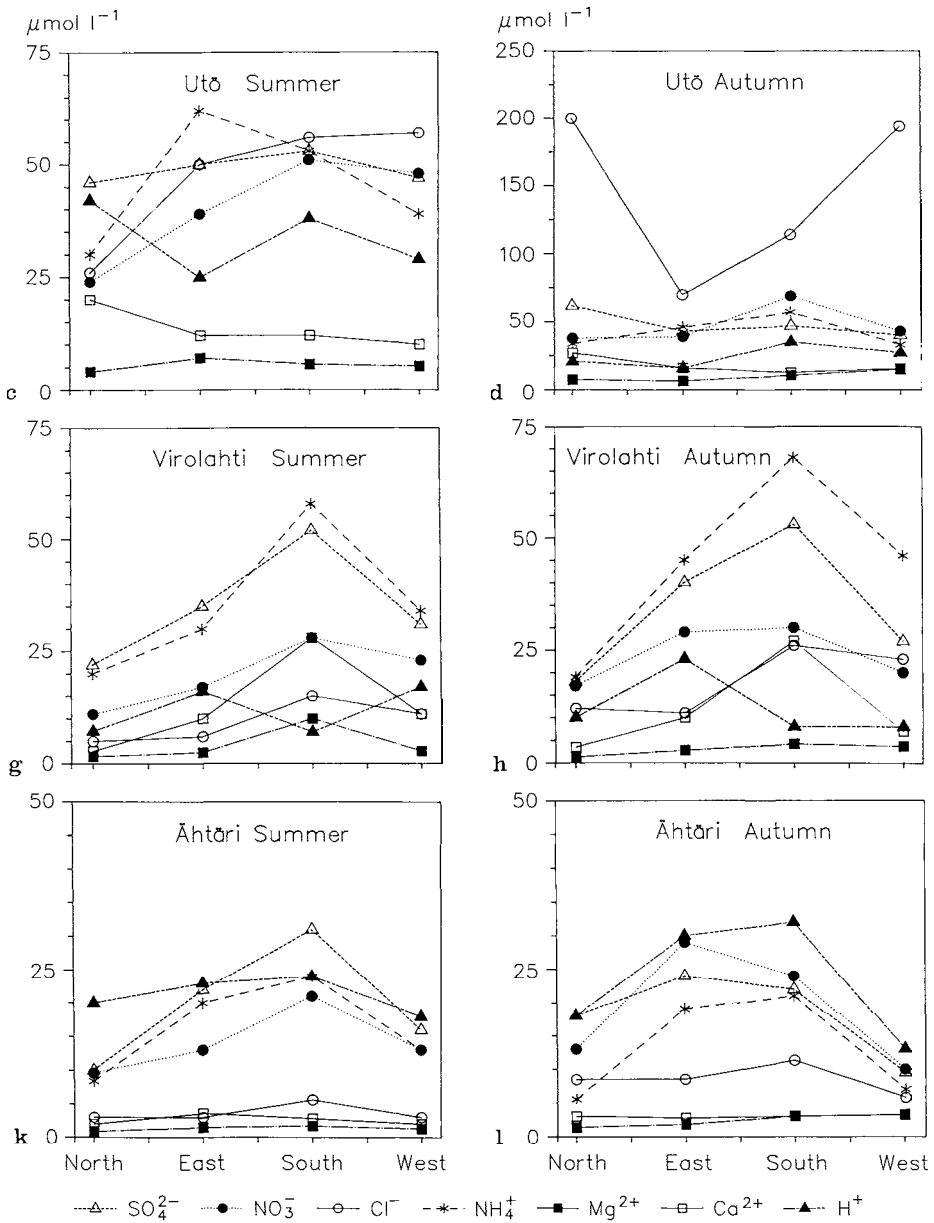 μmol l⁻¹ μmol l⁻¹
75 250
Utö Summer Utö Autumn
200
50
150
100
25
50
c 0 d 0
75 75
Virolahti Summer Virolahti Autumn
50 50
25 25
g 0 h 0
50 50
Ähtäri Summer Ähtäri Autumn
25 25
k 0 l 0
North East South West North East South West
SO₄²⁻ NO₃⁻ Cl⁻ NH₄⁺ Mg²⁺ Ca²⁺ H⁺